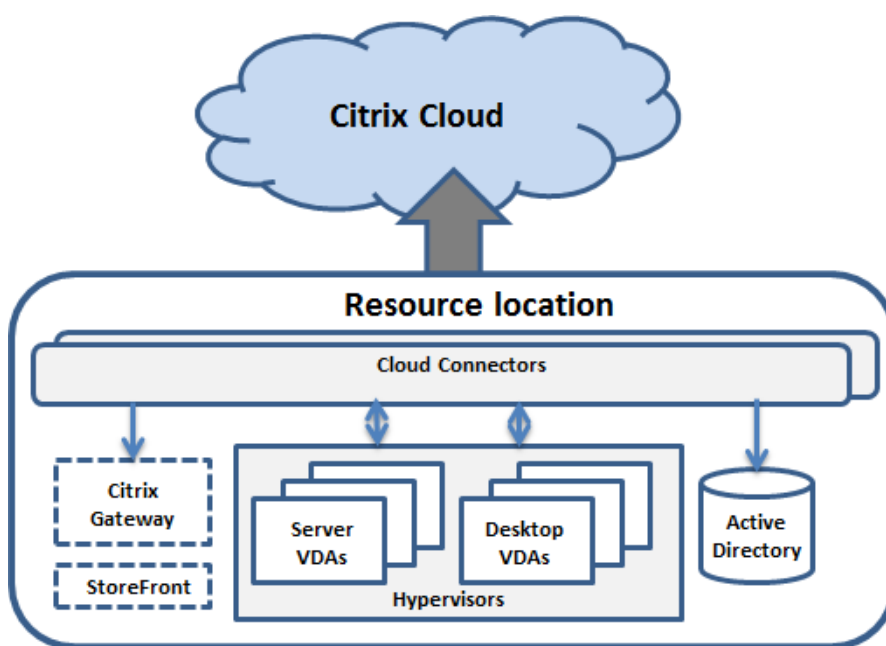 Citrix Cloud
Resource location
Cloud Connectors
Citrix
Gateway
StoreFront
Server
VDAs
Desktop
VDAs
Hypervisors
Active
Directory